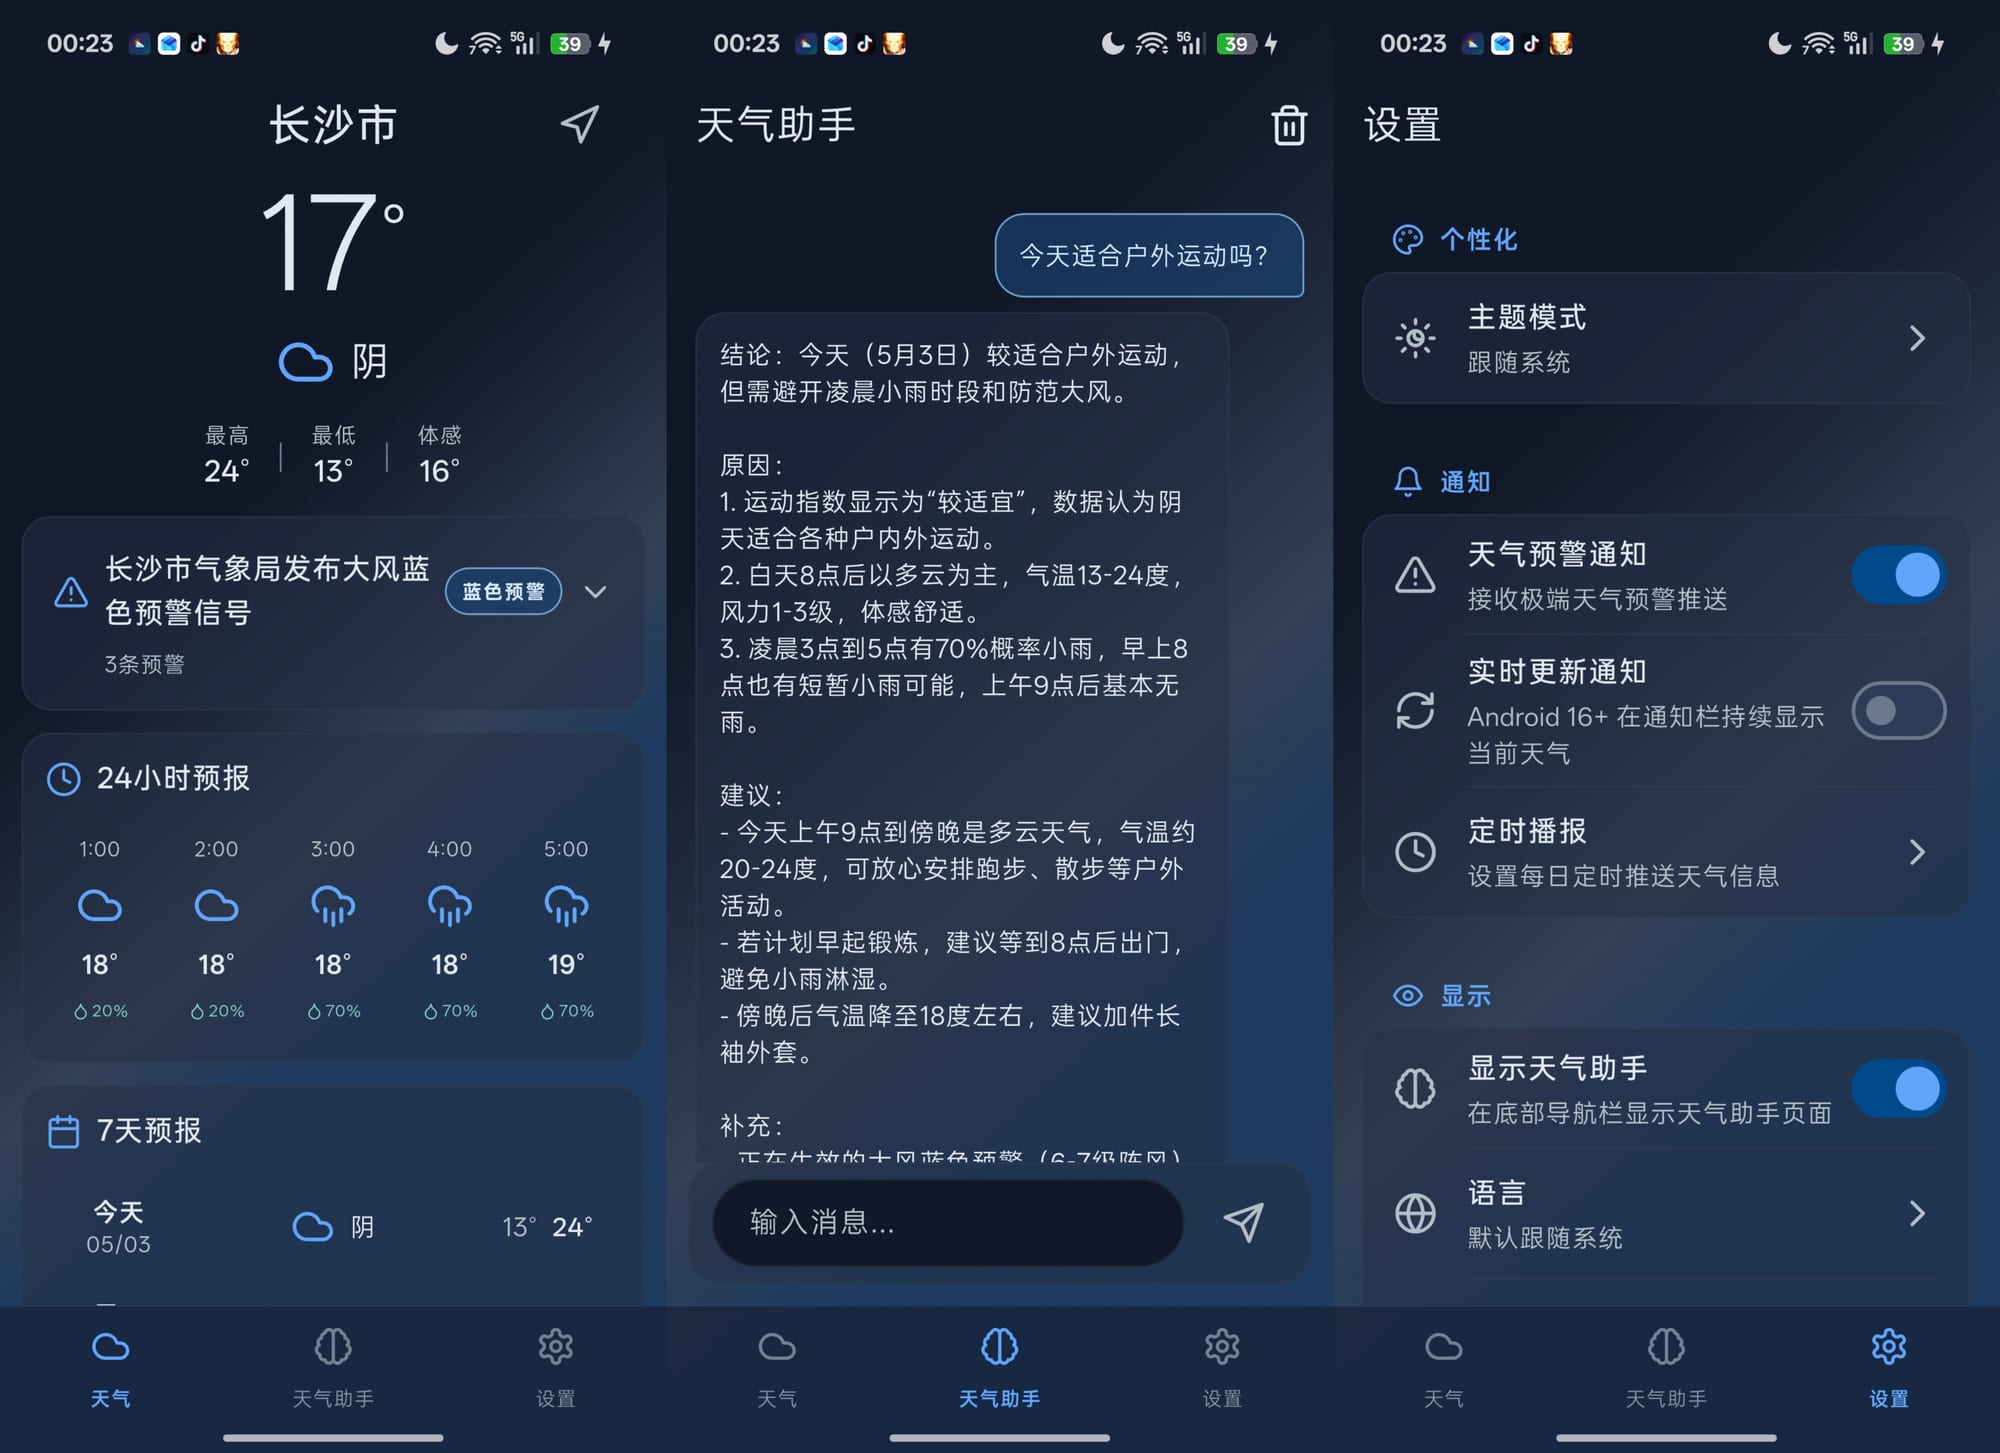 00:23
5G
39
长沙市
17°
阴
最高
最低
体感
24°
13°
16°
长沙市气象局发布大风蓝
色预警信号
蓝色预警
3条预警
24小时预报
1:00
2:00
3:00
4:00
5:00
18°
18°
18°
18°
19°
20%
20%
70%
70%
70%
7天预报
今天
05/03
阴
13°
24°
天气
天气助手
设置
00:23
5G
39
天气助手
今天适合户外运动吗?
结论：今天（5月3日）较适合户外运动，
但需避开凌晨小雨时段和防范大风。
原因：
1. 运动指数显示为“较适宜”，数据认为阴
天适合各种户内外运动。
2. 白天8点后以多云为主，气温13-24度，
风力1-3级，体感舒适。
3. 凌晨3点到5点有70%概率小雨，早上8
点也有短暂小雨可能，上午9点后基本无
雨。
建议：
- 今天上午9点到傍晚是多云天气，气温约
20-24度，可放心安排跑步、散步等户外
活动。
- 若计划早起锻炼，建议等到8点后出门，
避免小雨淋湿。
- 傍晚后气温降至18度左右，建议加件长
袖外套。
补充：
正在生效的大风蓝色预警（6-7级阵风）
输入消息...
天气
天气助手
设置
00:23
5G
39
设置
个性化
主题模式
跟随系统
通知
天气预警通知
接收极端天气预警推送
实时更新通知
Android 16+ 在通知栏持续显示
当前天气
定时播报
设置每日定时推送天气信息
显示
显示天气助手
在底部导航栏显示天气助手页面
语言
默认跟随系统
天气
天气助手
设置